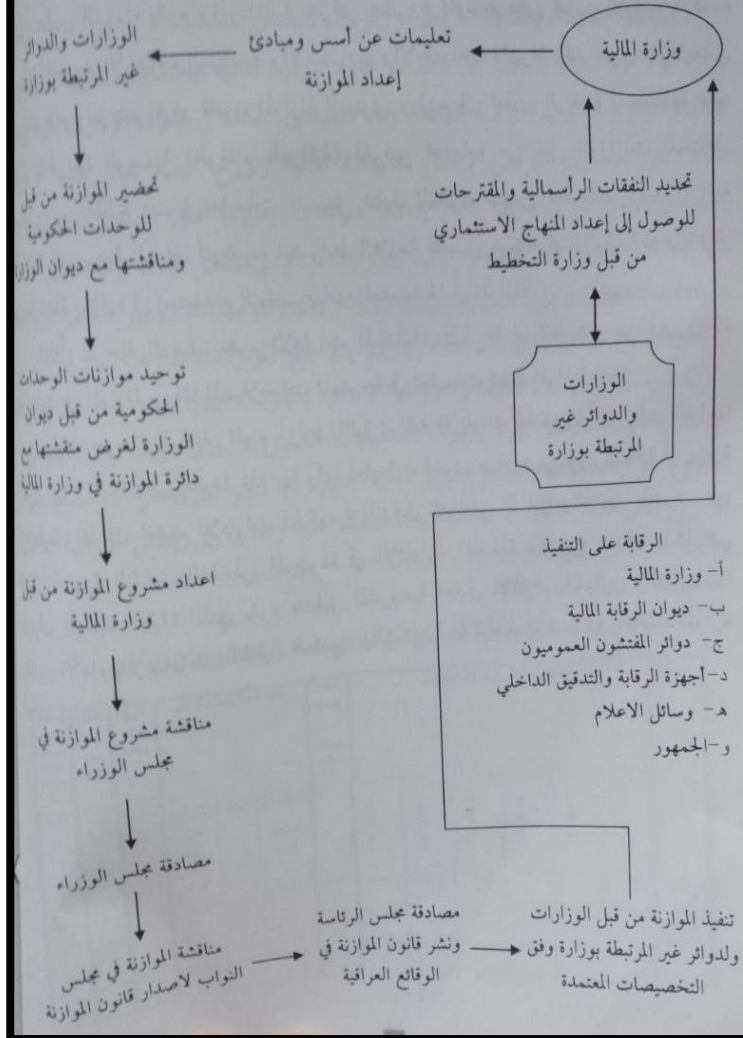 وزارة المالية
تعليمات عن أسس ومبادئ
إعداد الموازنة
الوزارات والدوائر
غير المرتبطة بوزارة
تحضير الموازنة من قبل
للوحدات الحكومية
ومناقشتها مع ديوان الوزارة
توحيد موازنات الوحدات
الحكومية من قبل ديوان
الوزارة لغرض منقشتها مع
دائرة الموازنة في وزارة المالية
اعداد مشروع الموازنة من قبل
وزارة المالية
مناقشة مشروع الموازنة في
مجلس الوزراء
مصادقة مجلس الوزراء
مناقشة الموازنة في مجلس
النواب لاصدار قانون الموازنة
مصادقة مجلس الرئاسة
ونشر قانون الموازنة في
الوقائع العراقية
تنفيذ الموازنة من قبل الوزارات
ولدوائر غير المرتبطة بوزارة وفق
التخصيصات المعتمدة
تحديد النفقات الرأسمالية والمقترحات
للوصول إلى إعداد المنهاج الاستثماري
من قبل وزارة التخطيط
الوزارات
والدوائر غير
المرتبطة بوزارة
الرقابة على التنفيذ
أ- وزارة المالية
ب- ديوان الرقابة المالية
ج- دوائر المفتشون العموميون
د-أجهزة الرقابة والتدقيق الداخلي
هـ- وسائل الاعلام
و-الجمهور